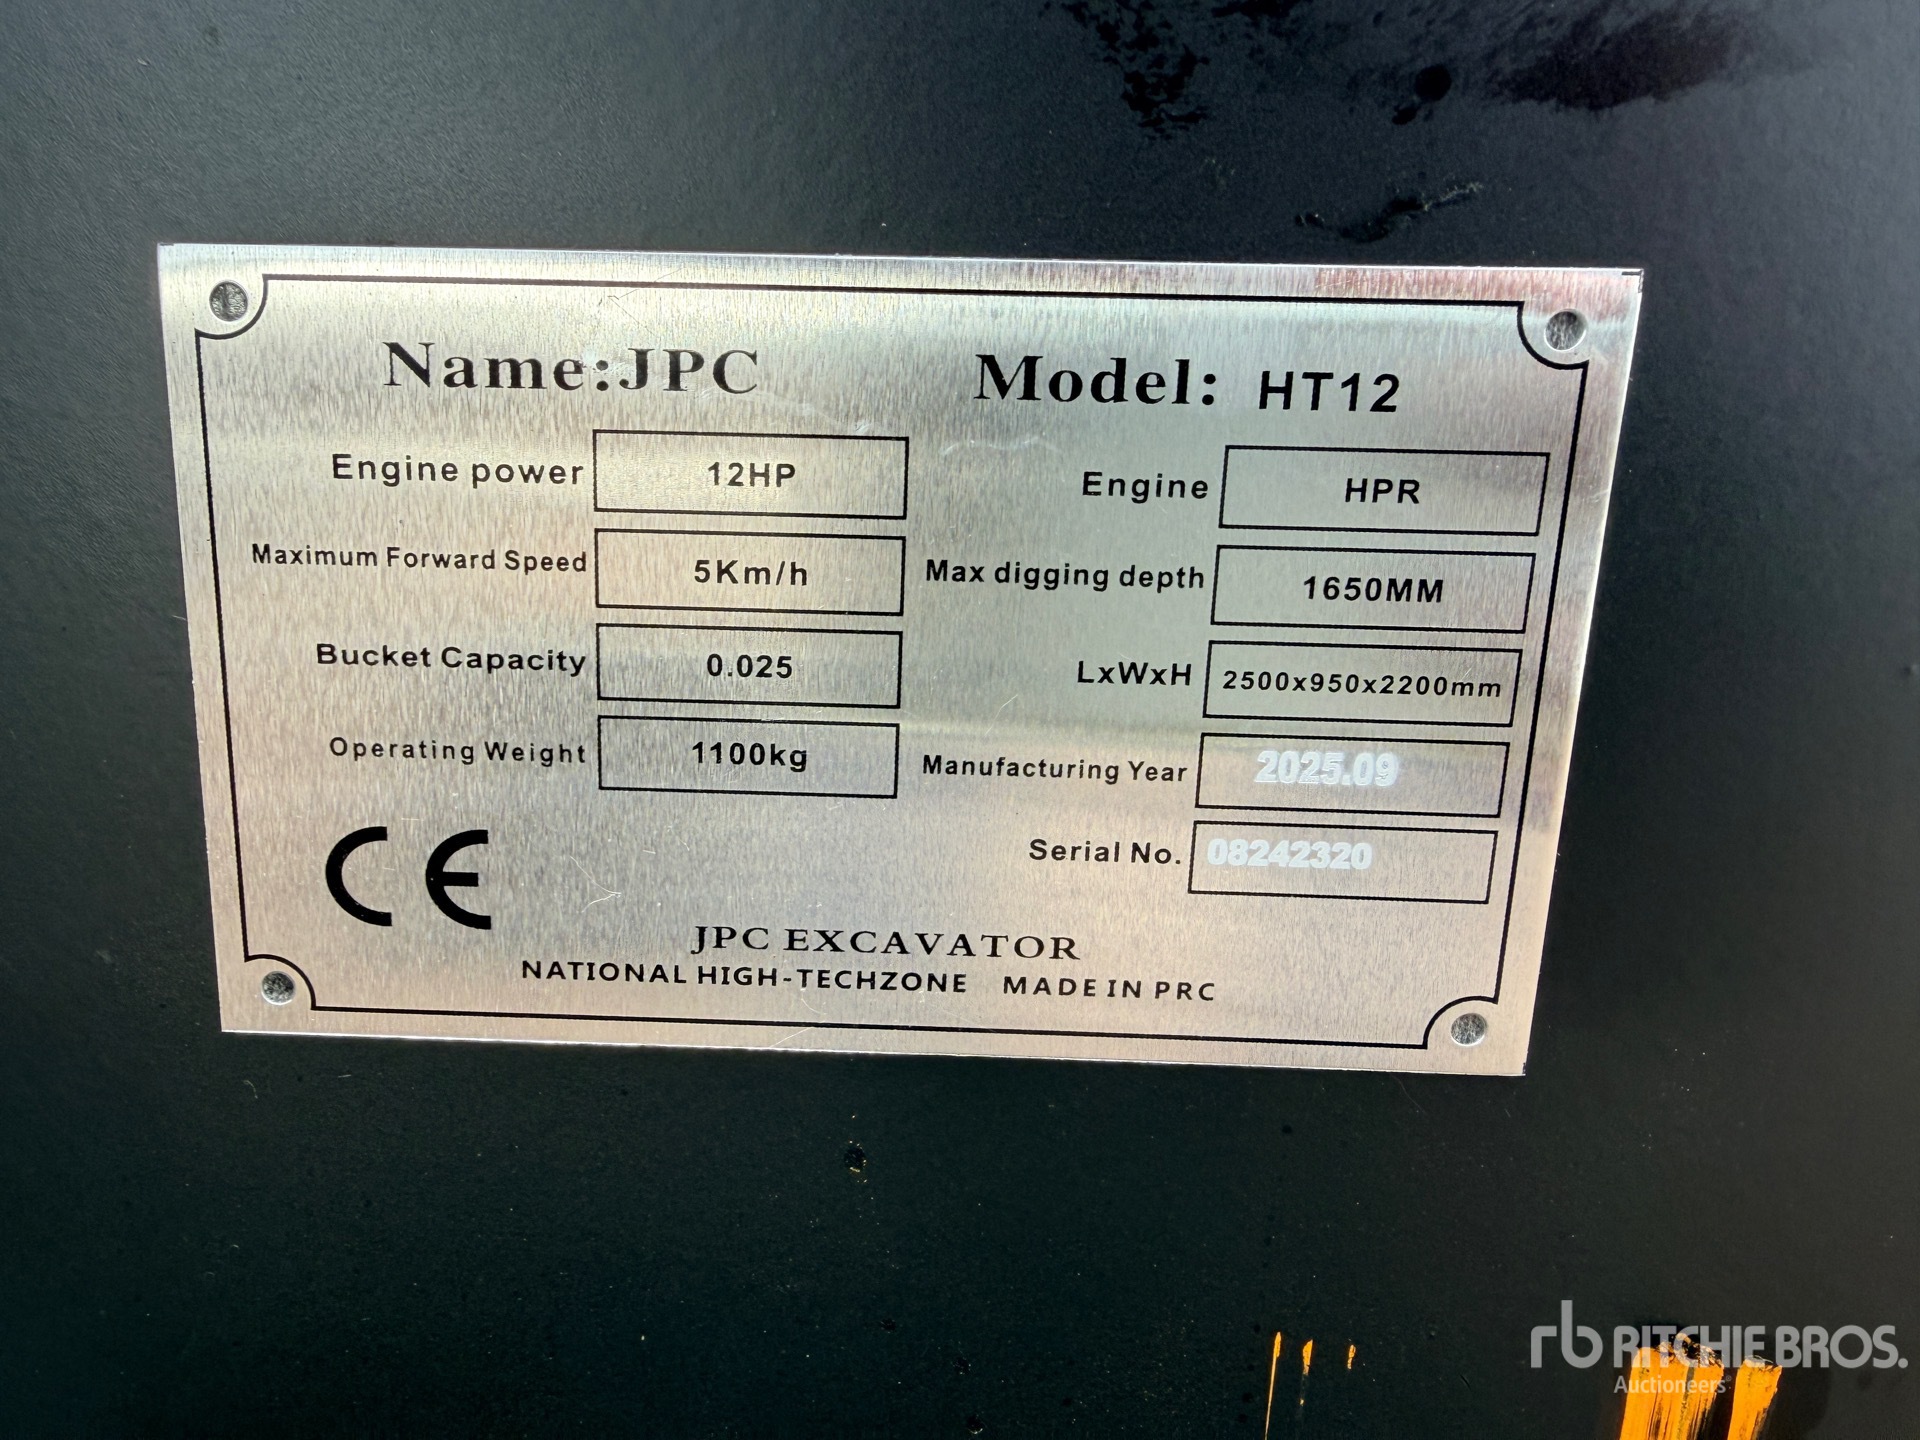 Name:JPC Model: HT12
Engine power 12HP Engine HPR
Maximum Forward Speed 5Km/h Max digging depth 1650MM
Bucket Capacity 0.025 LxWxH 2500x950x2200mm
Operating Weight 1100kg Manufacturing Year 2025.09
Serial No. 08242320
CE
JPC EXCAVATOR
NATIONAL HIGH-TECHZONE MADE IN PRC
rb RITCHIE BROS.
Auctioneers